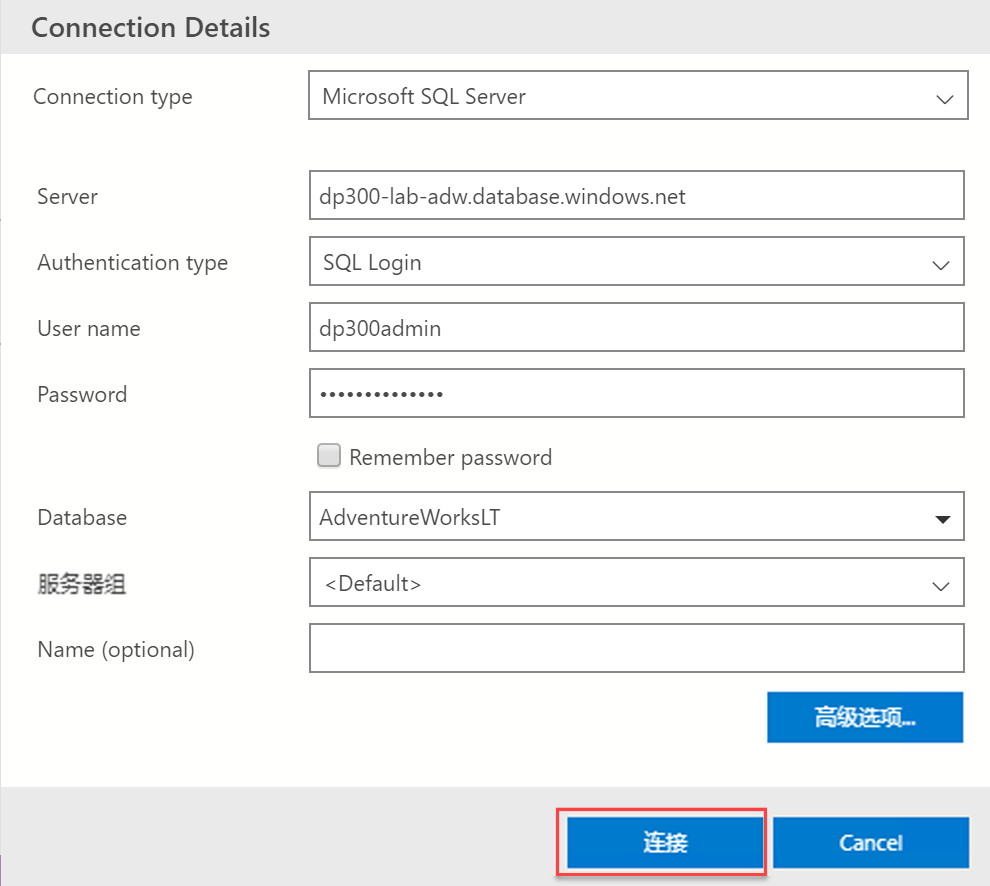 Connection Details
Connection type
Microsoft SQL Server
Server
dp300-lab-adw.database.windows.net
Authentication type
SQL Login
User name
dp300admin
Password
••••••••••••••
Remember password
Database
AdventureWorksLT
服务器组
<Default>
Name (optional)
高级选项...
连接
Cancel